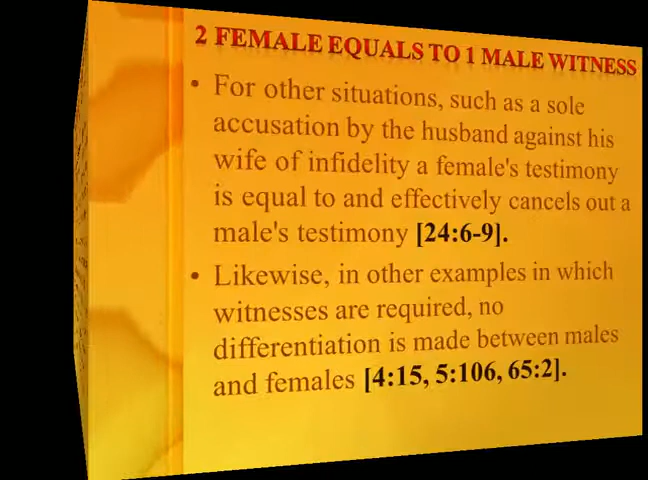 2 FEMALE EQUALS TO 1 MALE WITNESS
• For other situations, such as a sole
accusation by the husband against his
wife of infidelity a female's testimony
is equal to and effectively cancels out a
male's testimony [24:6-9].
• Likewise, in other examples in which
witnesses are required, no
differentiation is made between males
and females [4:15, 5:106, 65:2].